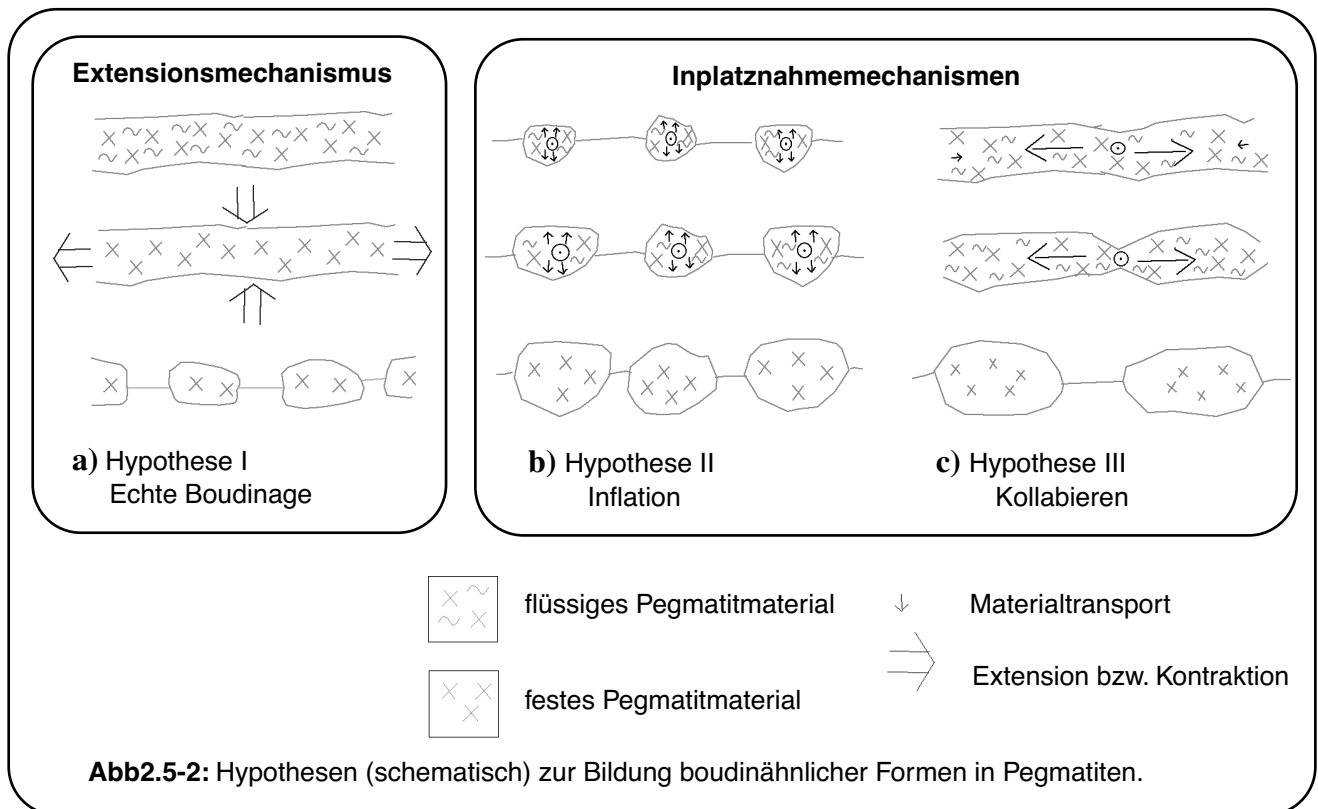 Extensionsmechanismus
Inplatznahmemechanismen
a) Hypothese I
Echte Boudinage
b) Hypothese II
Inflation
c) Hypothese III
Kollabieren
flüssiges Pegmatitmaterial
Materialtransport
festes Pegmatitmaterial
Extension bzw. Kontraktion
Abb2.5-2: Hypothesen (schematisch) zur Bildung boudinähnlicher Formen in Pegmatiten.